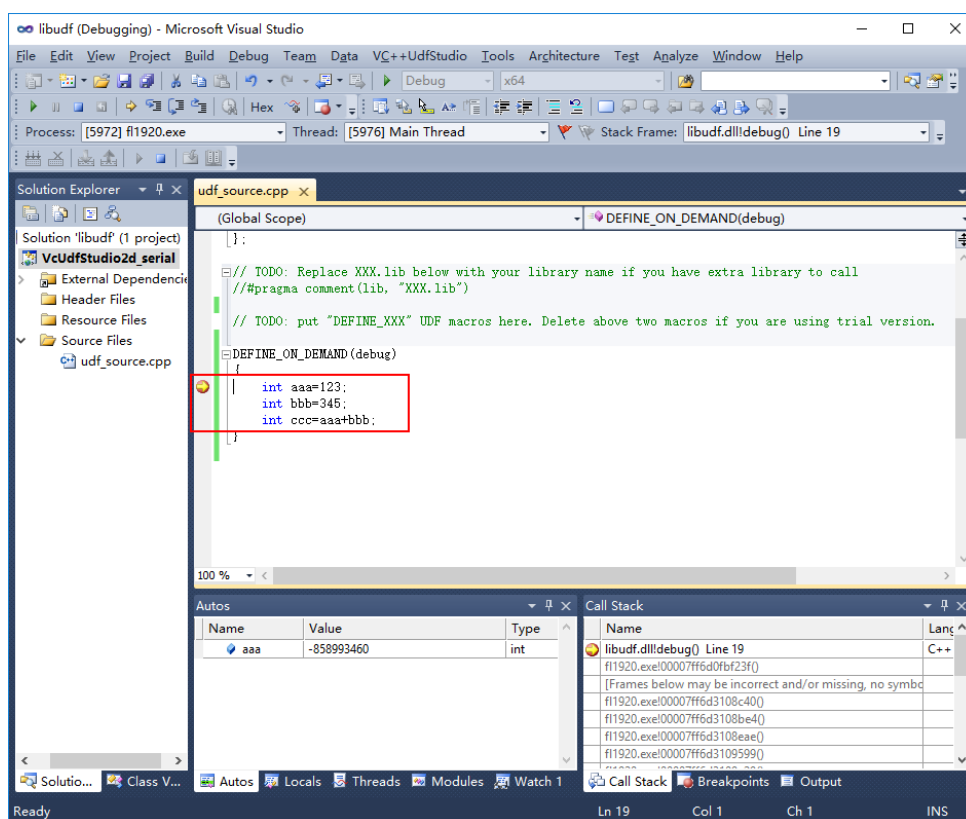 libudf (Debugging) - Microsoft Visual Studio
File Edit View Project Build Debug Team Data VC++UdfStudio Tools Architecture Test Analyze Window Help
Debug x64
Hex
Process: [5972] fl1920.exe Thread: [5976] Main Thread Stack Frame: libudf.dll!debug() Line 19
Solution Explorer
udf_source.cpp
(Global Scope) DEFINE_ON_DEMAND(debug)
Solution 'libudf' (1 project)
VcUdfStudio2d_serial
External Dependencie
Header Files
Resource Files
Source Files
udf_source.cpp
};
// TODO: Replace XXX.lib below with your library name if you have extra library to call
//#pragma comment(lib, "XXX.lib")
// TODO: put "DEFINE_XXX" UDF macros here. Delete above two macros if you are using trial version.
DEFINE_ON_DEMAND(debug)
{
int aaa=123;
int bbb=345;
int ccc=aaa+bbb;
}
100 %
Autos
Name Value Type
aaa -858993460 int
Call Stack
Name Lang
libudf.dll!debug() Line 19 C++
fl1920.exe!00007ff6d0fbf23f()
[Frames below may be incorrect and/or missing, no symbo
fl1920.exe!00007ff6d3108c40()
fl1920.exe!00007ff6d3108be4()
fl1920.exe!00007ff6d3108eae()
fl1920.exe!00007ff6d3109599()
Solutio... Class V... Autos Locals Threads Modules Watch 1 Call Stack Breakpoints Output
Ready Ln 19 Col 1 Ch 1 INS